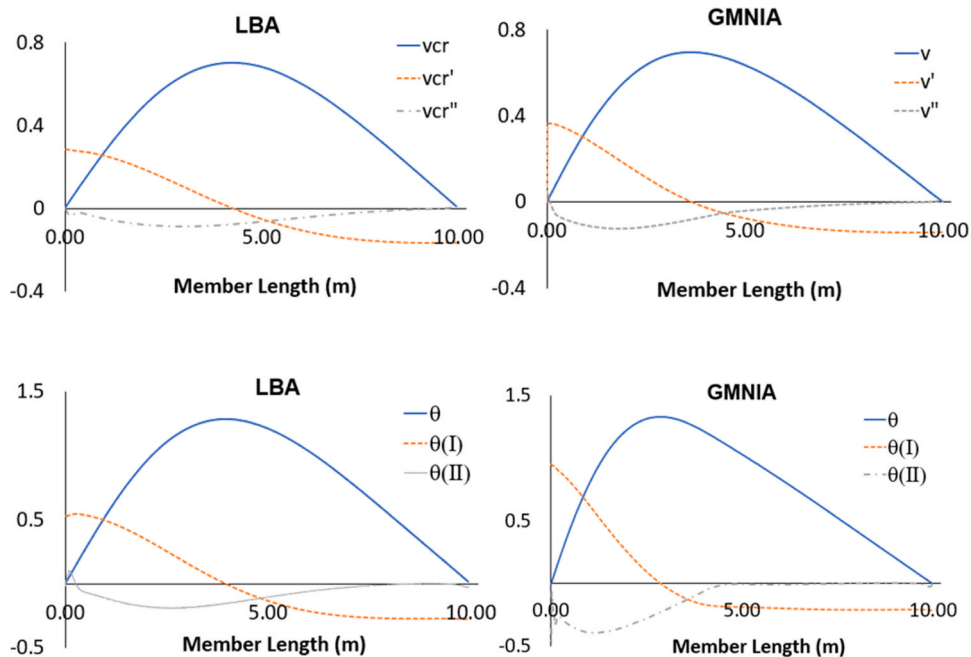 LBA
0.8
0.4
0
-0.4
0.00
5.00
10.00
Member Length (m)
vcr
vcr'
vcr"
GMNIA
0.8
0.4
0
-0.4
0.00
5.00
10.00
Member Length (m)
v
v'
v"
LBA
1.5
0.5
-0.5
0.00
5.00
10.00
Member Length (m)
θ
θ(I)
θ(II)
GMNIA
1.5
0.5
-0.5
0.00
5.00
10.00
Member Length (m)
θ
θ(I)
θ(II)